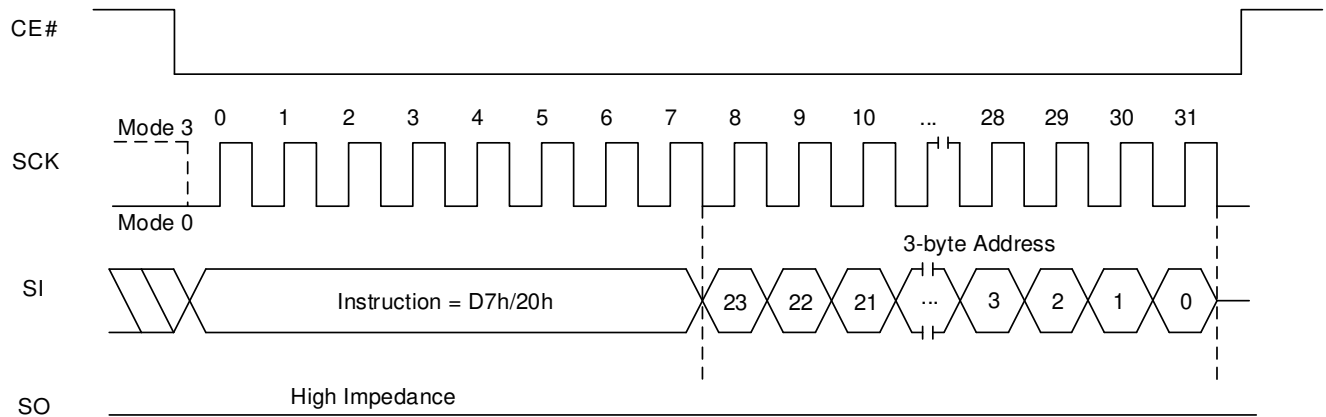 CE#
0 1 2 3 4 5 6 7 8 9 10 ... 28 29 30 31
Mode 3
SCK
Mode 0
3-byte Address
SI
Instruction = D7h/20h 23 22 21 ... 3 2 1 0
High Impedance
SO